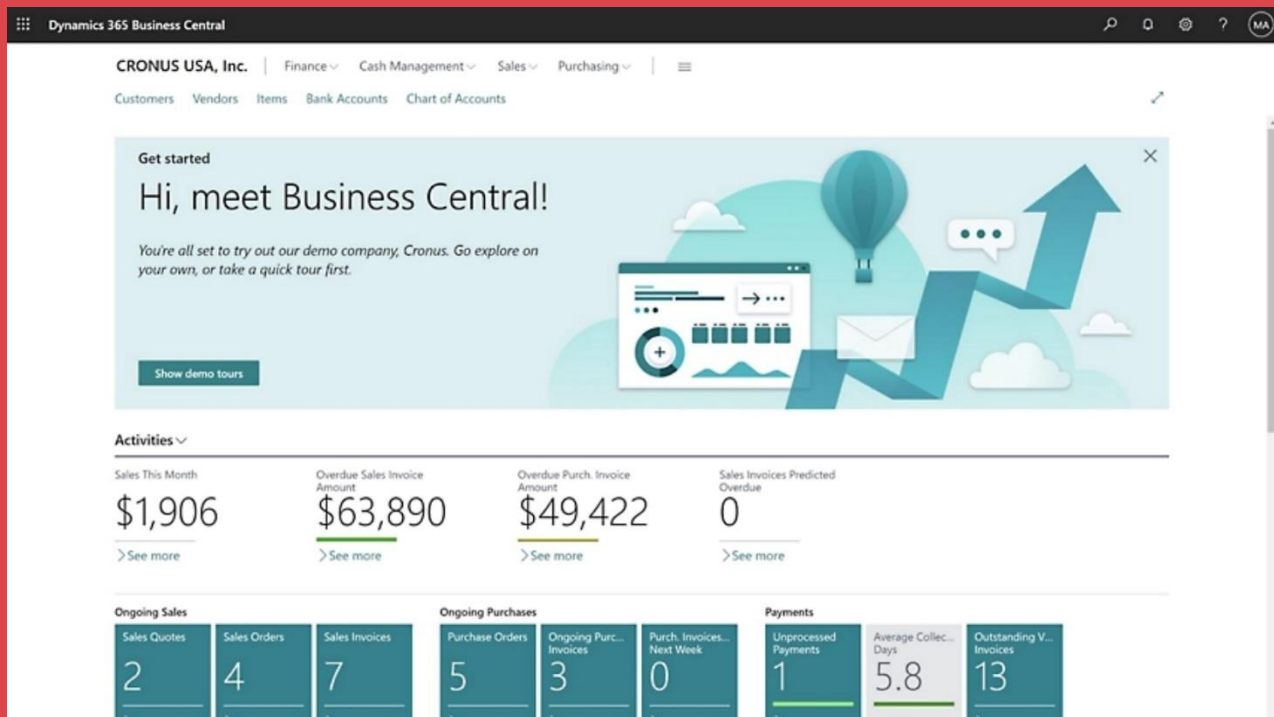 Dynamics 365 Business Central
?
MA
CRONUS USA, Inc.
Finance
Cash Management
Sales
Purchasing
Customers
Vendors
Items
Bank Accounts
Chart of Accounts
Get started
Hi, meet Business Central!
You're all set to try out our demo company, Cronus. Go explore on
your own, or take a quick tour first.
Show demo tours
Activities
Sales This Month
$1,906
See more
Overdue Sales Invoice
Amount
$63,890
See more
Overdue Purch. Invoice
Amount
$49,422
See more
Sales Invoices Predicted
Overdue
0
See more
Ongoing Sales
Sales Quotes
2
Sales Orders
4
Sales Invoices
7
Ongoing Purchases
Purchase Orders
5
Ongoing Purc...
Invoices
3
Purch. Invoices...
Next Week
0
Payments
Unprocessed
Payments
1
Average Collec...
Days
5.8
Outstanding V...
Invoices
13